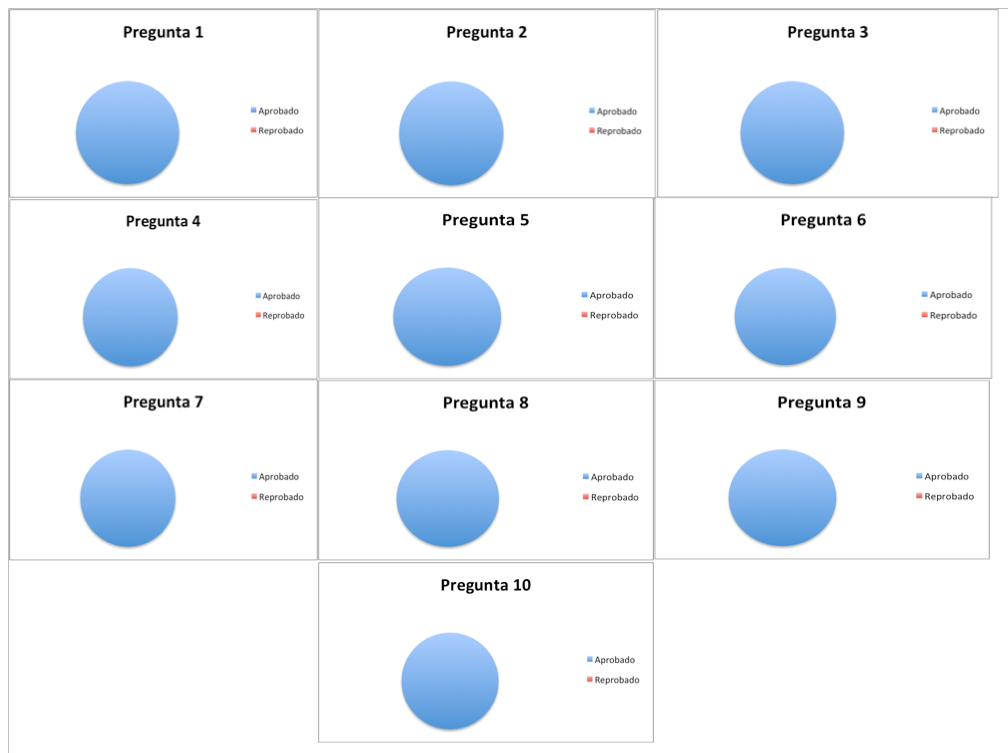 Pregunta 1
Aprobado
Reprobado
Pregunta 2
Aprobado
Reprobado
Pregunta 3
Aprobado
Reprobado
Pregunta 4
Aprobado
Reprobado
Pregunta 5
Aprobado
Reprobado
Pregunta 6
Aprobado
Reprobado
Pregunta 7
Aprobado
Reprobado
Pregunta 8
Aprobado
Reprobado
Pregunta 9
Aprobado
Reprobado
Pregunta 10
Aprobado
Reprobado